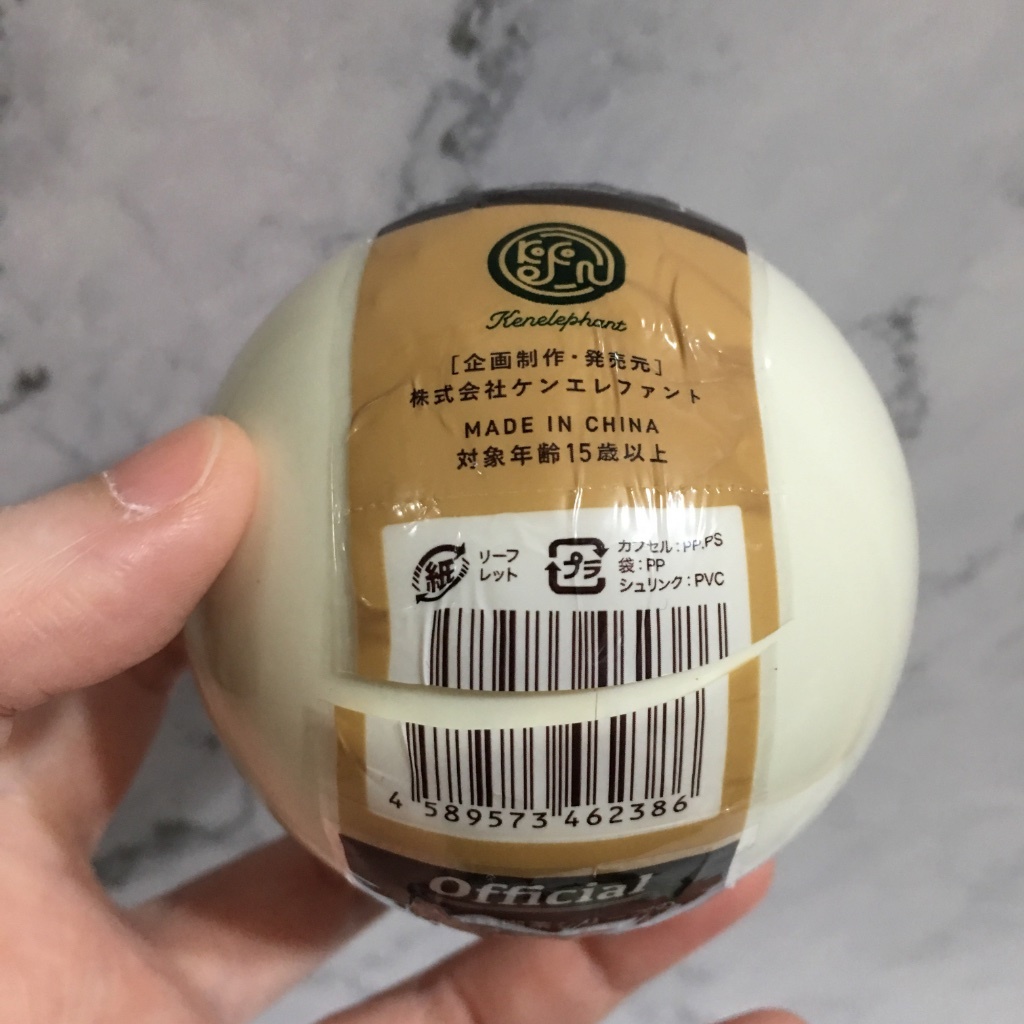 Kenelephant
[企画制作・発売元]
株式会社ケンエレファント
MADE IN CHINA
対象年齢15歳以上
紙
リーフ
レット
プラ
カプセル:PP,PS
袋:PP
シュリンク:PVC
4 589573 462386
Official